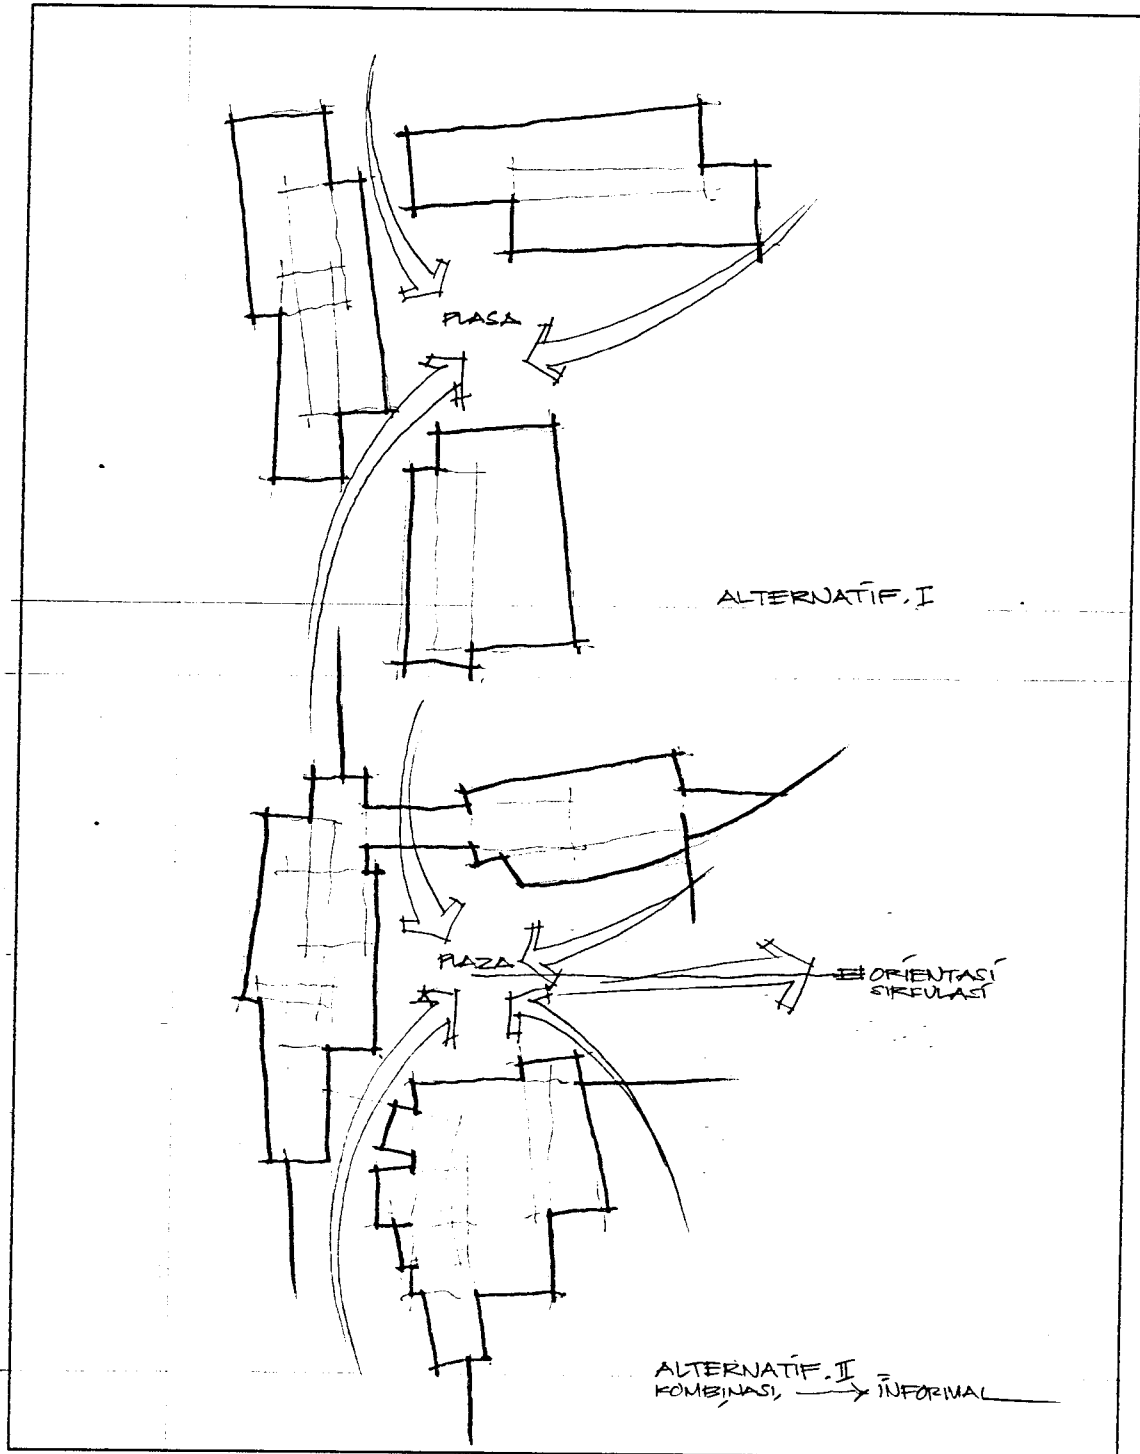 PLASA
ALTERNATIF. I
PLAZA
ORIENTASI
SIRKULASI
ALTERNATIF. II
KOMBINASI, → INFORMAL